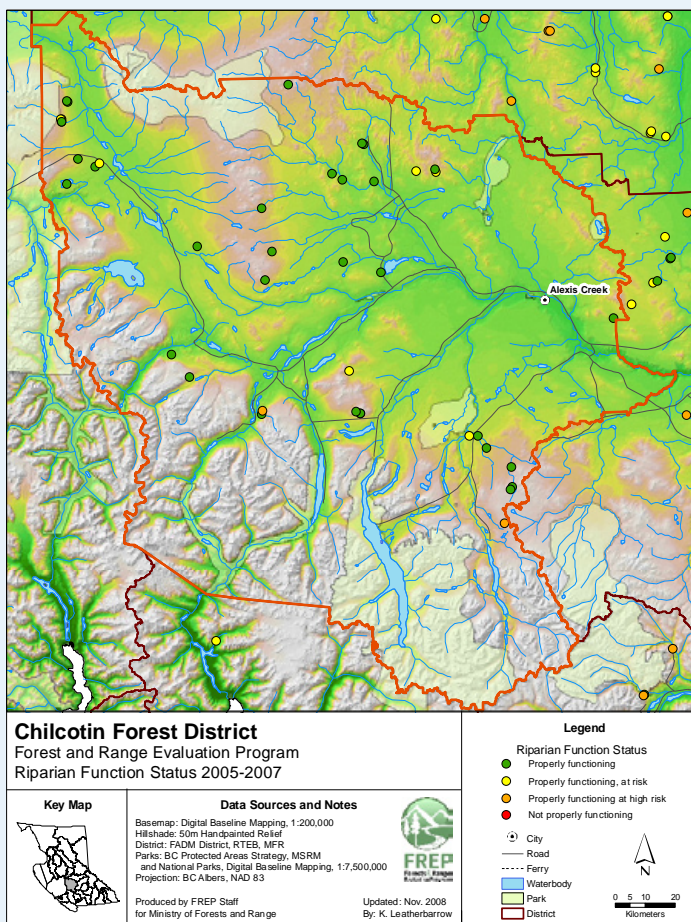 Alexis Creek
Chilcotin Forest District
Forest and Range Evaluation Program
Riparian Function Status 2005-2007
Key Map
Data Sources and Notes
Basemap: Digital Baseline Mapping, 1:200,000
Hillshade: 50m Handpainted Relief
District: FADM District, RTEB, MFR
Parks: BC Protected Areas Strategy, MSRM
and National Parks, Digital Baseline Mapping, 1:7,500,000
Projection: BC Albers, NAD 83
Produced by FREP Staff
for Ministry of Forests and Range
Updated: Nov. 2008
By: K. Leatherbarrow
FREP
Legend
Riparian Function Status
Properly functioning
Properly functioning, at risk
Properly functioning at high risk
Not properly functioning
City
Road
Ferry
Waterbody
Park
District
0 5 10 20
Kilometers